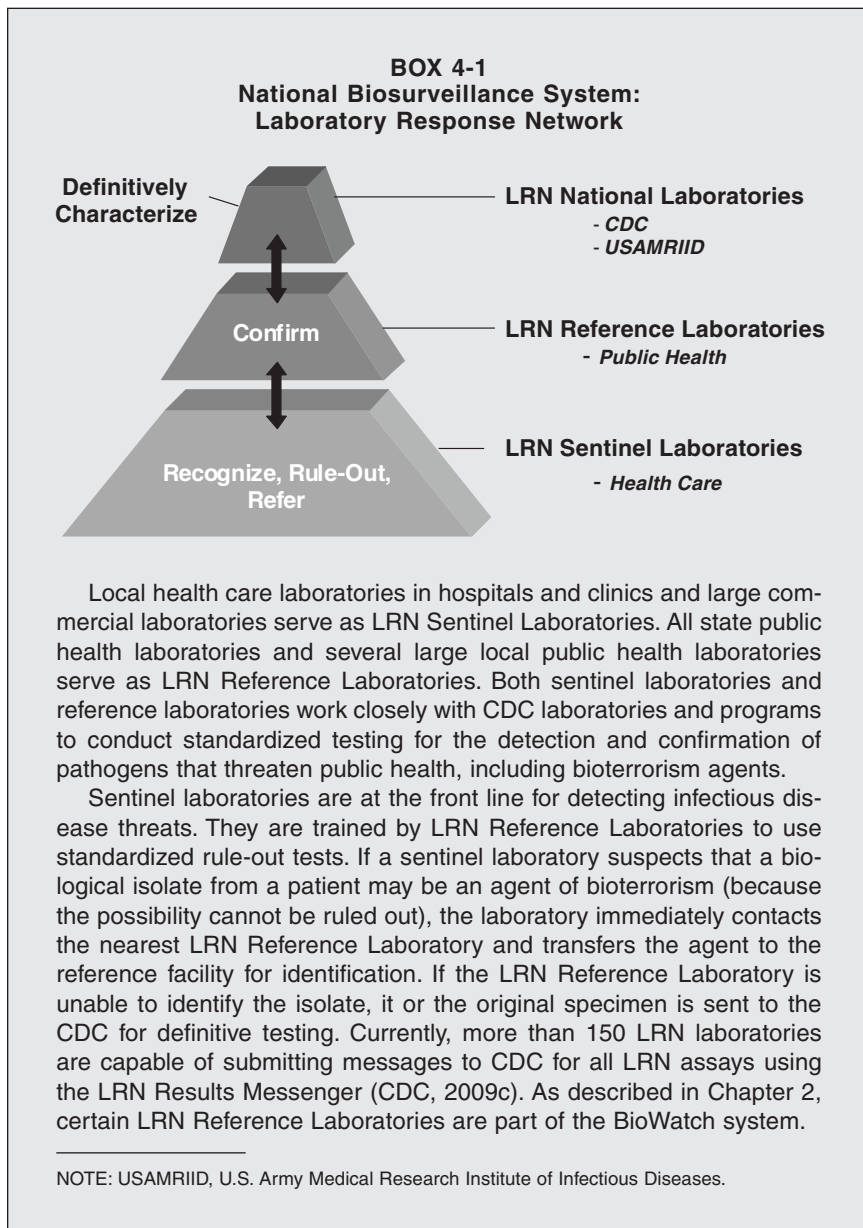 BOX 4-1
National Biosurveillance System:
Laboratory Response Network
Definitively
Characterize
LRN National Laboratories
- CDC
- USAMRIID
Confirm
LRN Reference Laboratories
- Public Health
Recognize, Rule-Out,
Refer
LRN Sentinel Laboratories
- Health Care
Local health care laboratories in hospitals and clinics and large com-
mercial laboratories serve as LRN Sentinel Laboratories. All state public
health laboratories and several large local public health laboratories
serve as LRN Reference Laboratories. Both sentinel laboratories and
reference laboratories work closely with CDC laboratories and programs
to conduct standardized testing for the detection and confirmation of
pathogens that threaten public health, including bioterrorism agents.
Sentinel laboratories are at the front line for detecting infectious dis-
ease threats. They are trained by LRN Reference Laboratories to use
standardized rule-out tests. If a sentinel laboratory suspects that a bio-
logical isolate from a patient may be an agent of bioterrorism (because
the possibility cannot be ruled out), the laboratory immediately contacts
the nearest LRN Reference Laboratory and transfers the agent to the
reference facility for identification. If the LRN Reference Laboratory is
unable to identify the isolate, it or the original specimen is sent to the
CDC for definitive testing. Currently, more than 150 LRN laboratories
are capable of submitting messages to CDC for all LRN assays using
the LRN Results Messenger (CDC, 2009c). As described in Chapter 2,
certain LRN Reference Laboratories are part of the BioWatch system.
NOTE: USAMRIID, U.S. Army Medical Research Institute of Infectious Diseases.